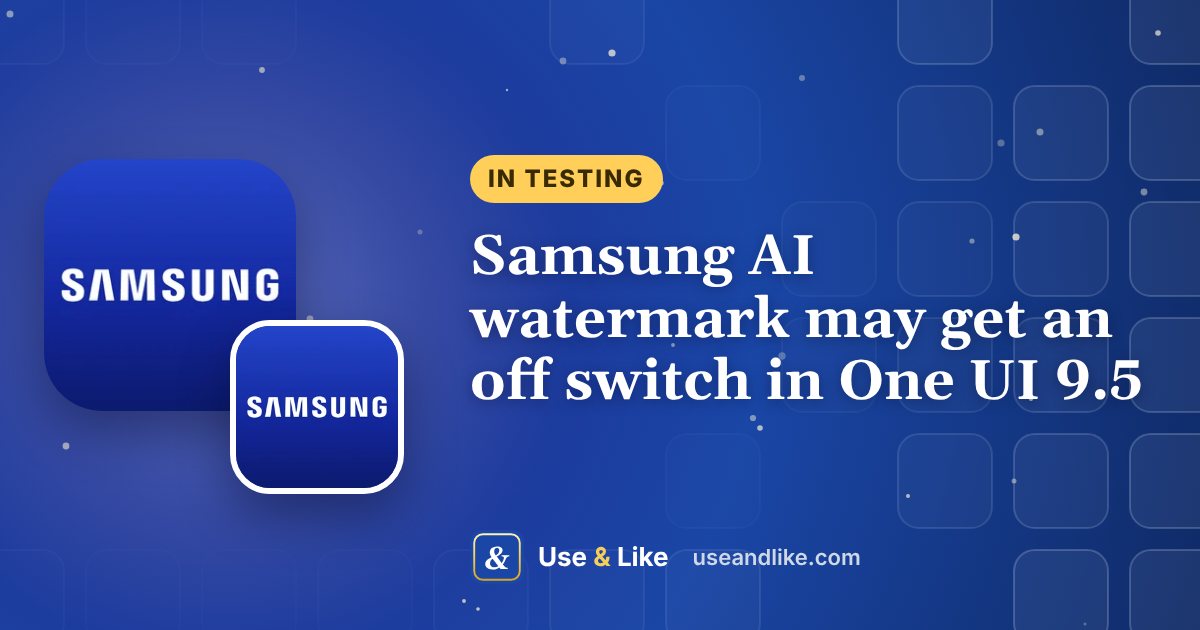 SAMSUNG
SAMSUNG
IN TESTING
Samsung AI
watermark may get an
off switch in One UI 9.5
& Use & Like useandlike.com